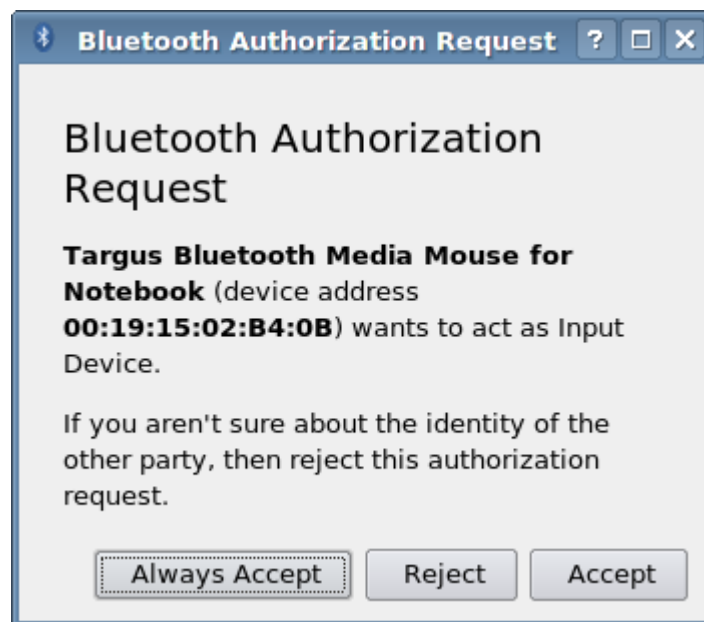 Bluetooth Authorization Request
Bluetooth Authorization
Request
Targus Bluetooth Media Mouse for
Notebook (device address
00:19:15:02:B4:0B) wants to act as Input
Device.
If you aren't sure about the identity of the
other party, then reject this authorization
request.
Always Accept Reject Accept